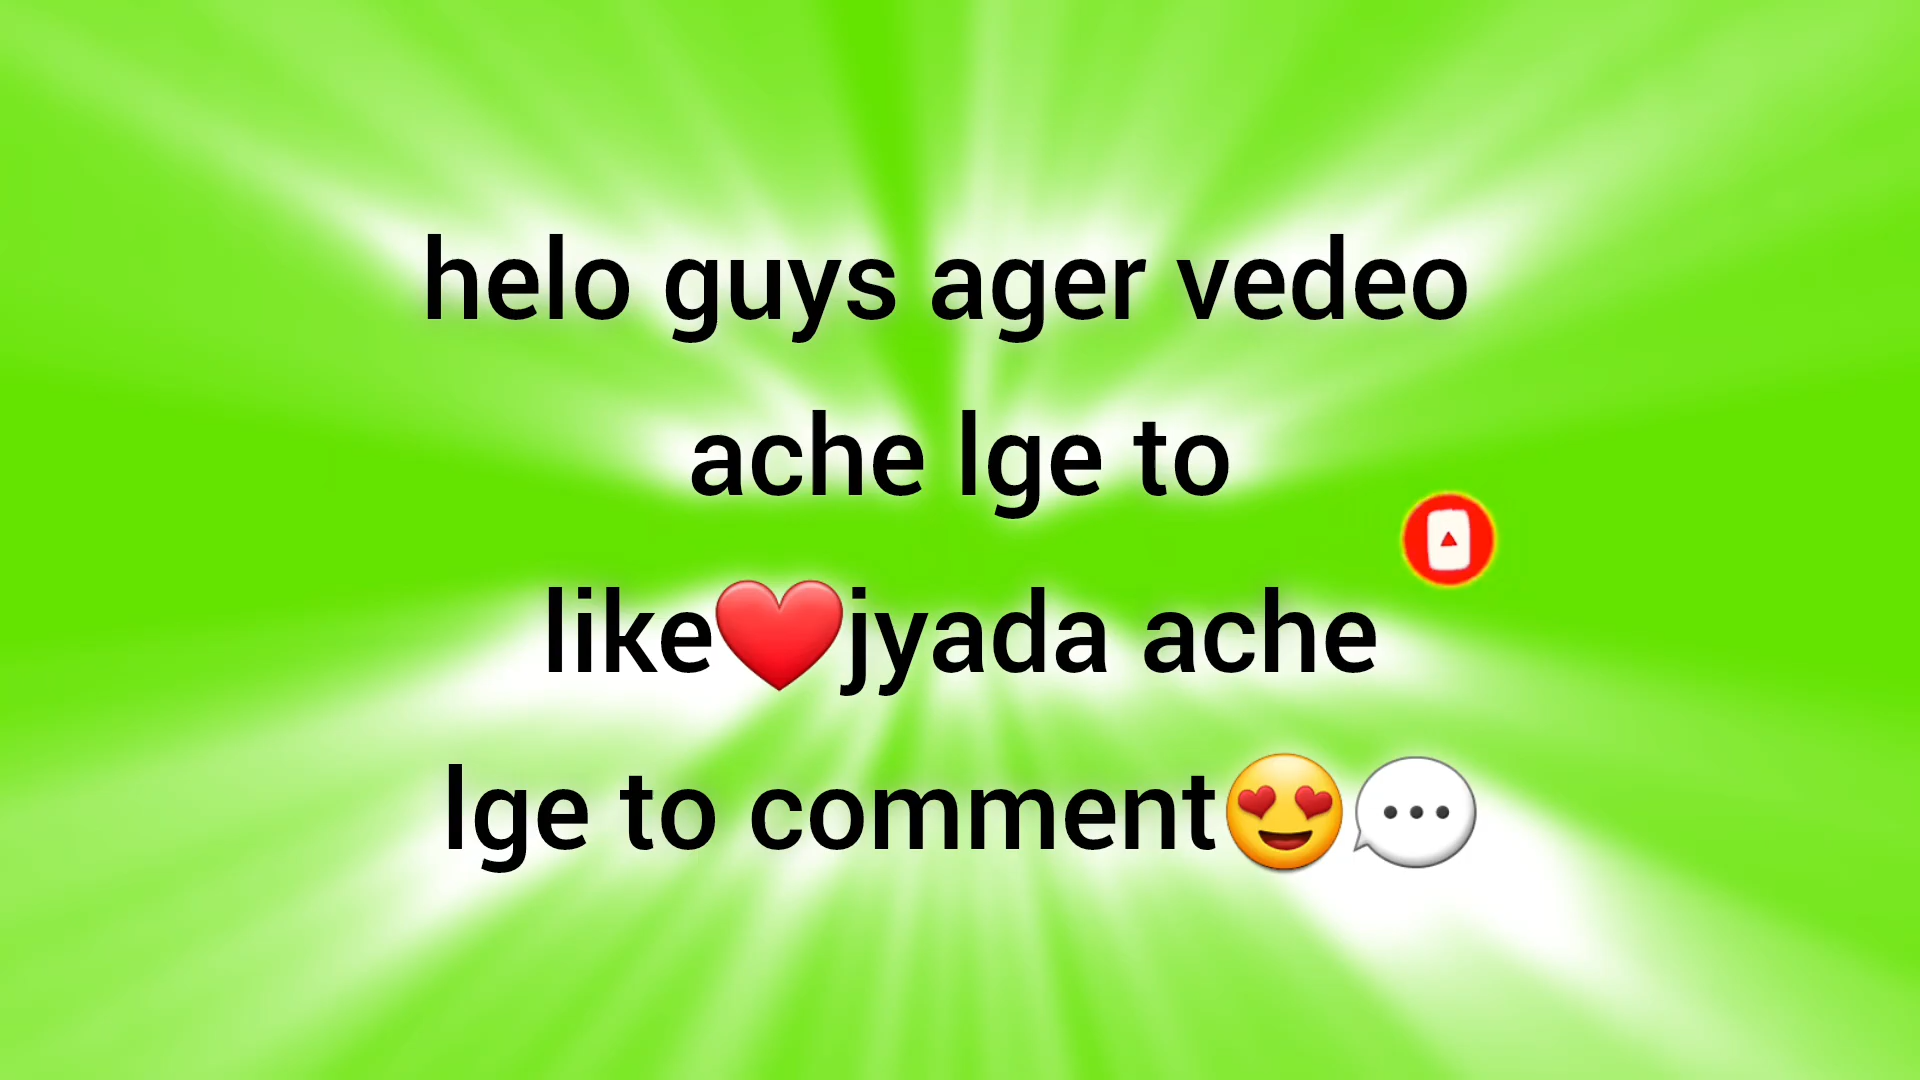 helo guys ager vedeo
ache lge to
like❤️jyada ache
lge to comment😍💬